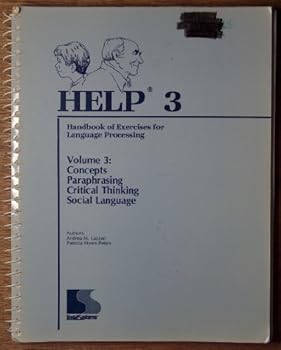 HELP® 3
Handbook of Exercises for
Language Processing
Volume 3:
Concepts
Paraphrasing
Critical Thinking
Social Language
Authors:
Andrea M. Lazzari
Patricia Myers Peters
LinguiSystems